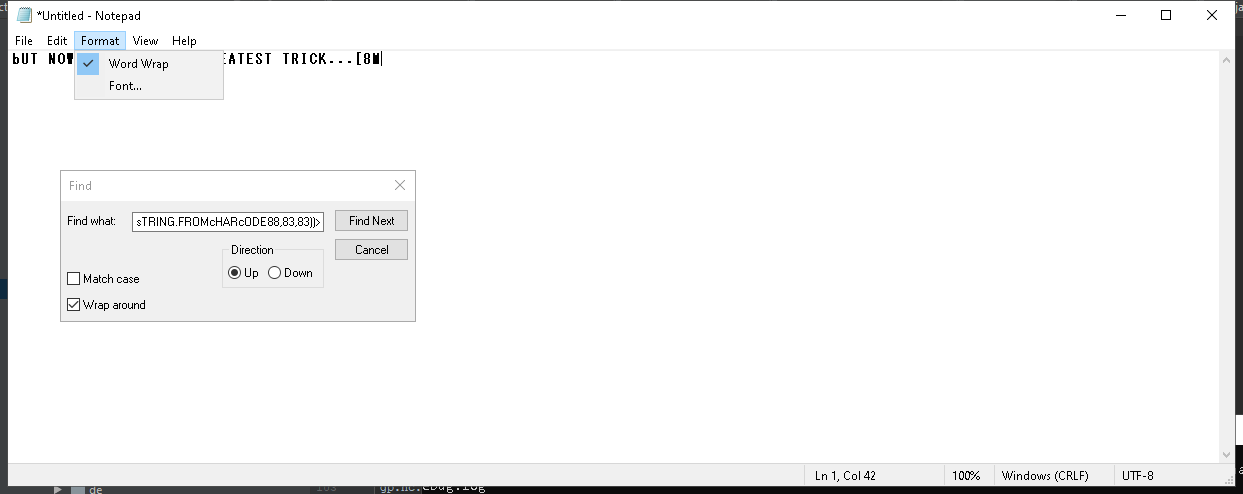 *Untitled - Notepad
File Edit Format View Help
bUT NOW EATEST TRICK...[8M
Word Wrap
Font...
Find
Find what: sTRING.FROMcHARcODE88,83,83))> Find Next
Direction Cancel
Up Down
Match case
Wrap around
Ln 1, Col 42 100% Windows (CRLF) UTF-8
de